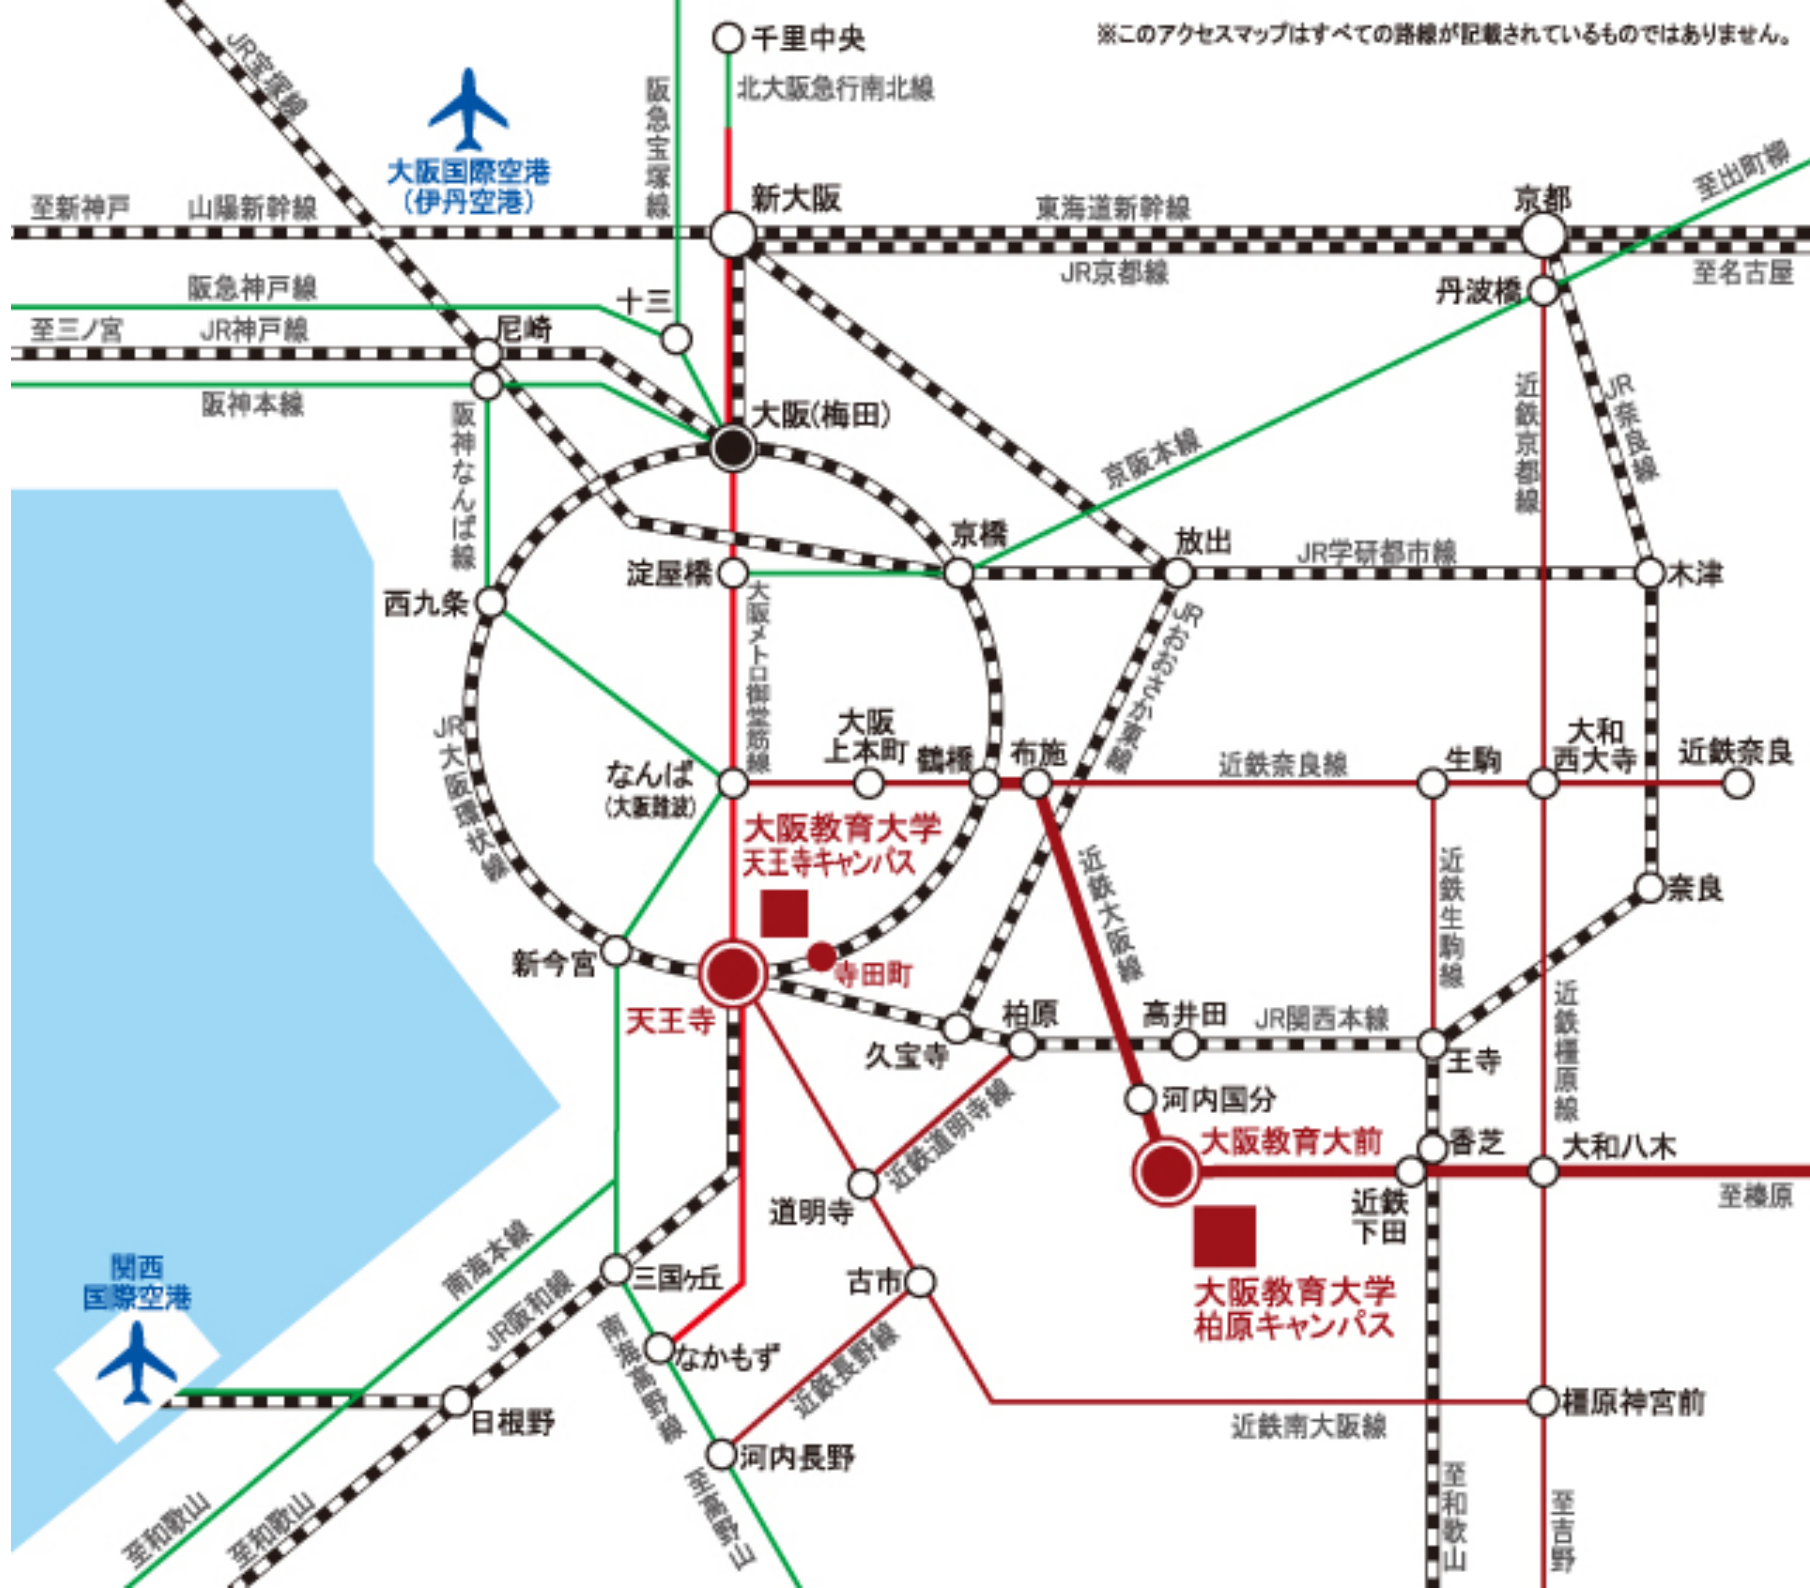 千里中央
※このアクセスマップはすべての路線が記載されているものではありません。
JR宝塚線
阪急宝塚線
北大阪急行南北線
大阪国際空港
(伊丹空港)
至出町柳
至新神戸
山陽新幹線
新大阪
東海道新幹線
京都
JR京都線
至名古屋
阪急神戸線
十三
丹波橋
至三ノ宮
JR神戸線
尼崎
阪神本線
大阪(梅田)
近鉄京都線
JR奈良線
阪神なんば線
京阪本線
京橋
放出
JR学研都市線
木津
淀屋橋
西九条
大阪メトロ御堂筋線
JRおおさか東線
JR大阪環状線
なんば
(大阪難波)
大阪
上本町
鶴橋
布施
近鉄奈良線
生駒
大和
西大寺
近鉄奈良
大阪教育大学
天王寺キャンパス
近鉄大阪線
近鉄生駒線
奈良
新今宮
寺田町
天王寺
久宝寺
柏原
高井田
JR関西本線
王寺
近鉄橿原線
近鉄道明寺線
河内国分
大阪教育大前
香芝
大和八木
道明寺
近鉄
下田
至榛原
関西
国際空港
南海本線
JR阪和線
三国ヶ丘
古市
大阪教育大学
柏原キャンパス
南海高野線
なかもず
近鉄長野線
日根野
近鉄南大阪線
橿原神宮前
河内長野
至和歌山
至和歌山
至高野山
至和歌山
至吉野